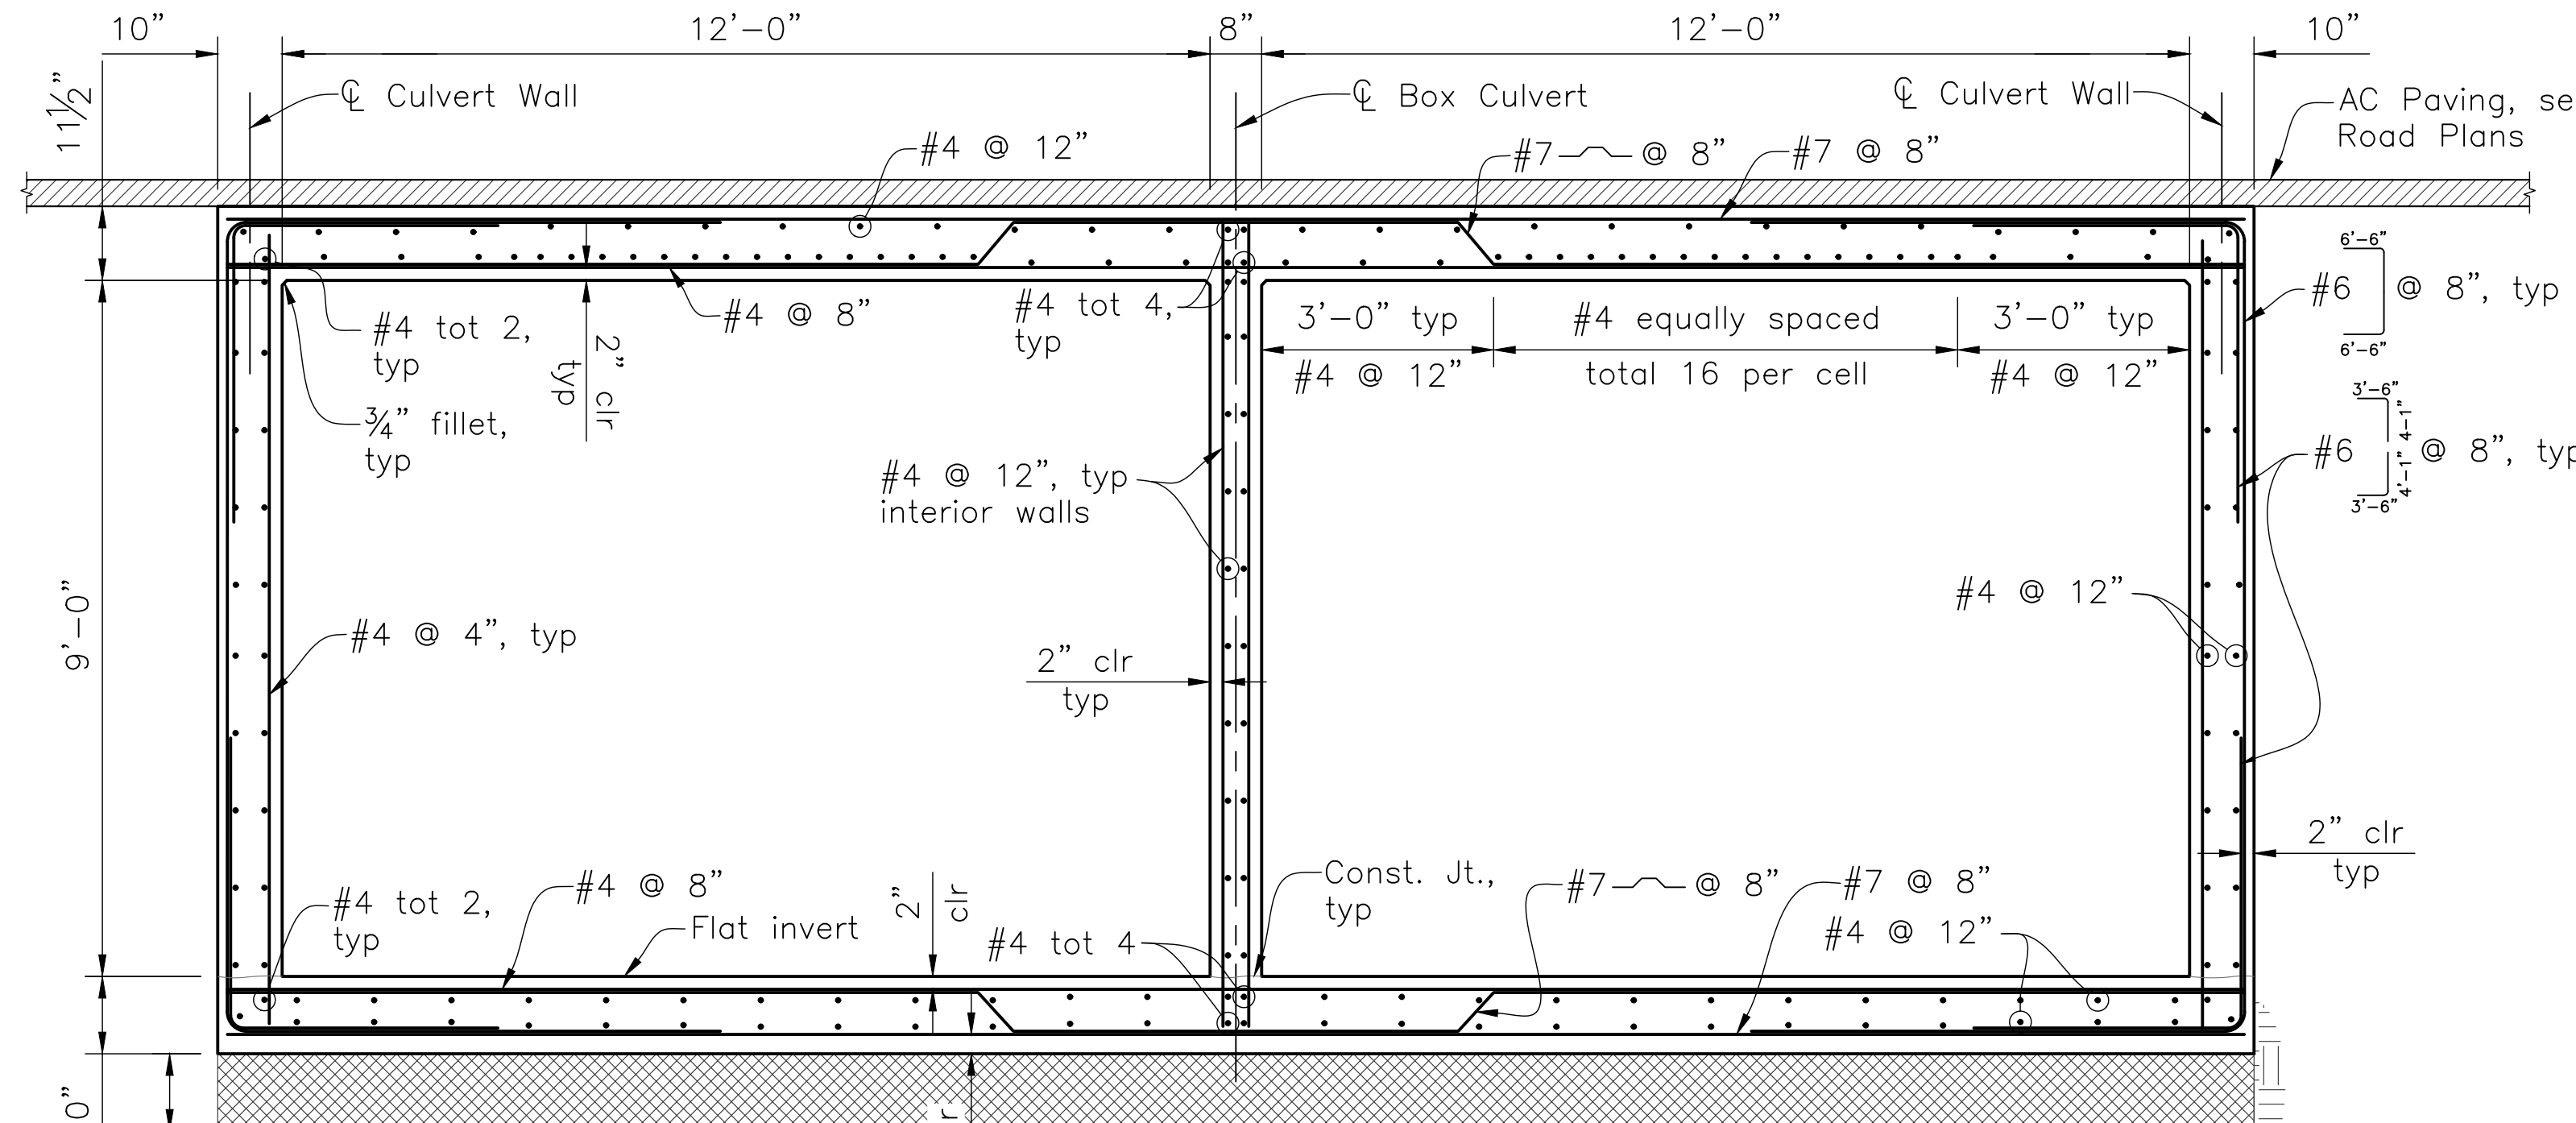 10”
12’-0”
8”
12’-0”
10”
11½”
℄ Culvert Wall
℄ Box Culvert
℄ Culvert Wall
AC Paving, se
Road Plans
#4 @ 12”
#7 @ 8”
#7 @ 8”
6’-6”
#6 @ 8”, typ
6’-6”
#4 tot 2,
typ
#4 @ 8”
2” clr
typ
#4 tot 4,
typ
3’-0” typ
#4 equally spaced
3’-0” typ
#4 @ 12”
total 16 per cell
#4 @ 12”
¾” fillet,
typ
3’-6”
4-1”
#6 @ 8”, typ
4’-1”
3’-6”
#4 @ 12”, typ
interior walls
9’-0”
#4 @ 4”, typ
#4 @ 12”
2” clr
typ
2” clr
typ
#4 tot 2,
typ
#4 @ 8”
Flat invert
2”
clr
#4 tot 4
Const. Jt.,
typ
#7 @ 8”
#7 @ 8”
#4 @ 12”
0”
r